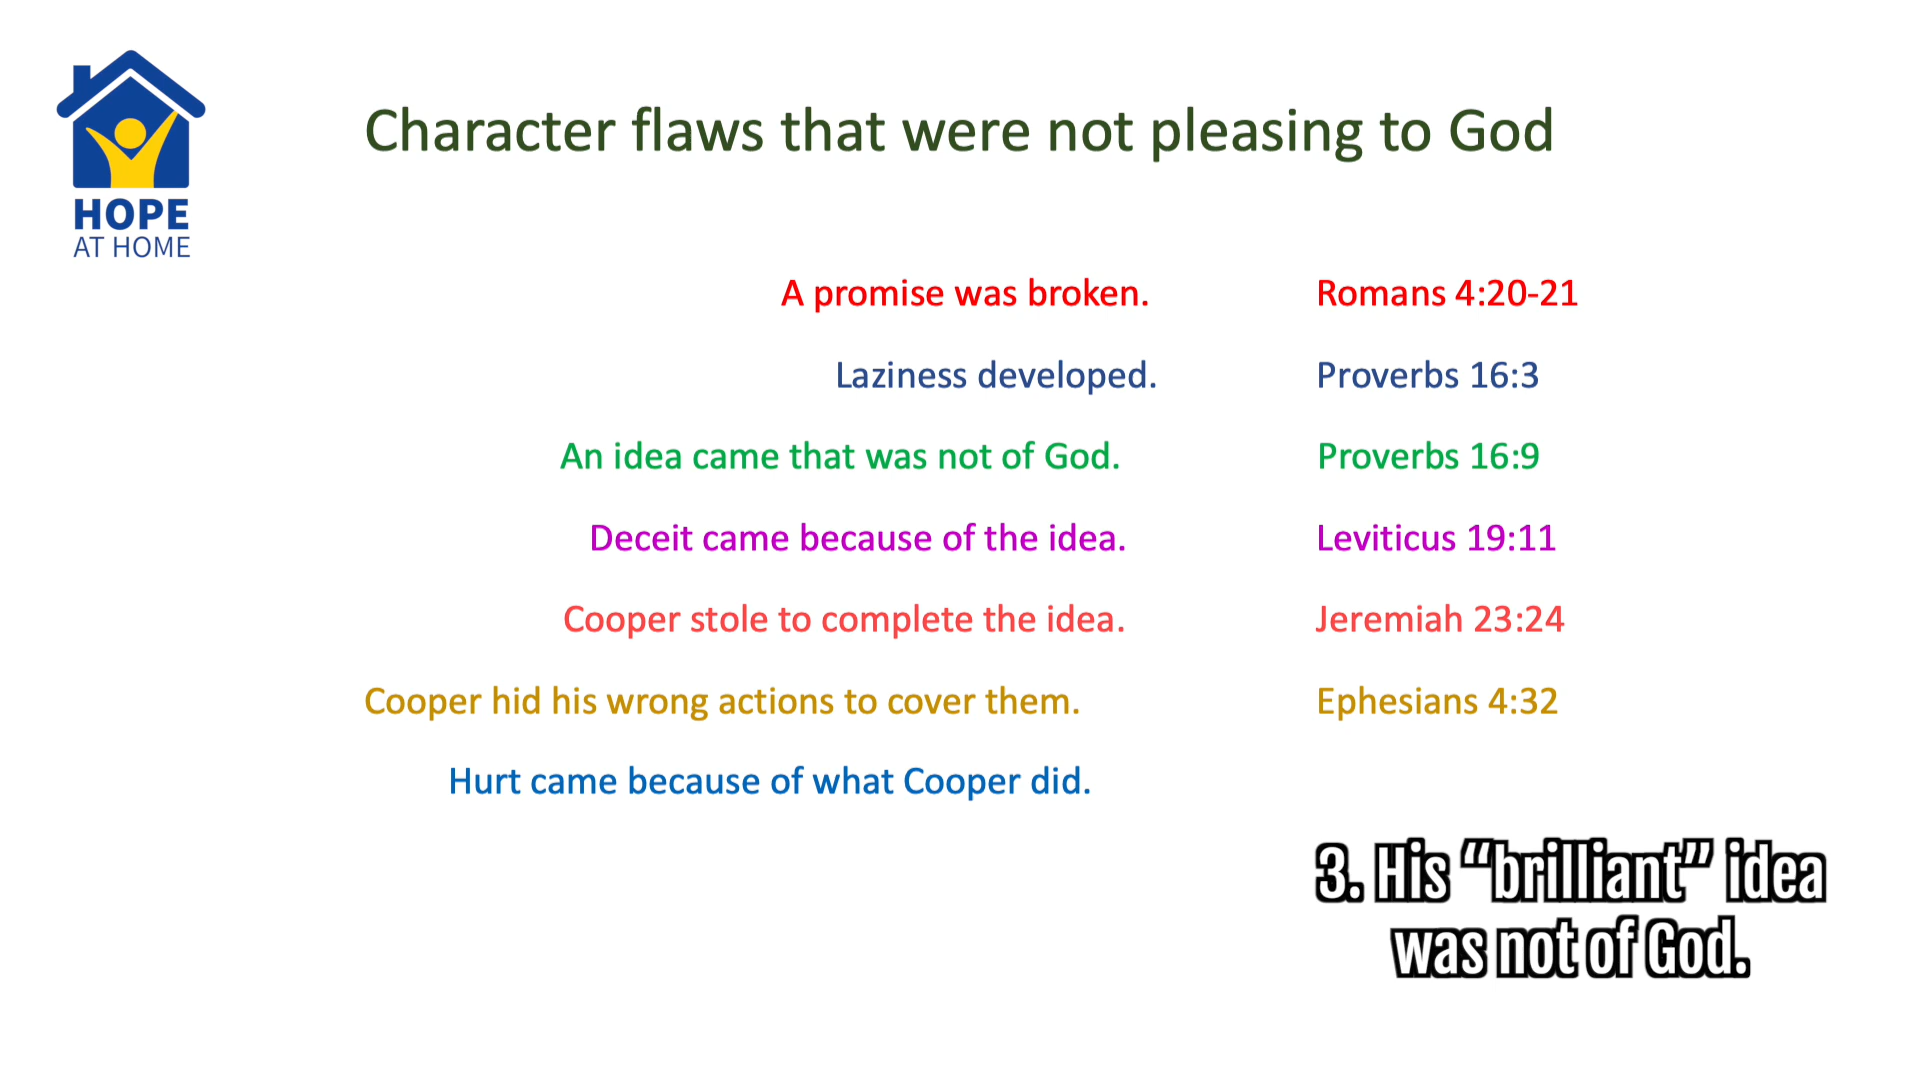 HOPE
AT HOME
Character flaws that were not pleasing to God
A promise was broken. Romans 4:20-21
Laziness developed. Proverbs 16:3
An idea came that was not of God. Proverbs 16:9
Deceit came because of the idea. Leviticus 19:11
Cooper stole to complete the idea. Jeremiah 23:24
Cooper hid his wrong actions to cover them. Ephesians 4:32
Hurt came because of what Cooper did.
3. His “brilliant” idea
was not of God.